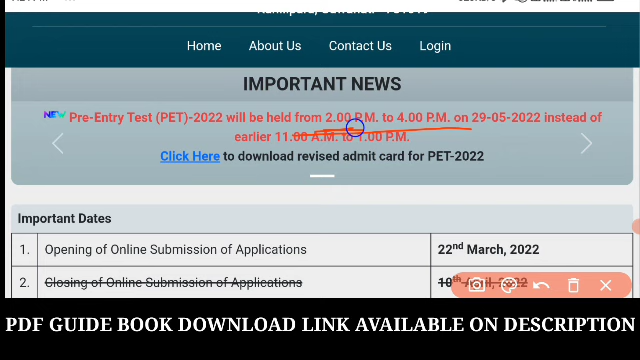 Home About Us Contact Us Login
IMPORTANT NEWS
NEW Pre-Entry Test (PET)-2022 will be held from 2.00 P.M. to 4.00 P.M. on 29-05-2022 instead of
earlier 11.00 A.M. to 1.00 P.M.
Click Here to download revised admit card for PET-2022
Important Dates
1. Opening of Online Submission of Applications 22nd March, 2022
2. Closing of Online Submission of Applications 10th April, 2022
PDF GUIDE BOOK DOWNLOAD LINK AVAILABLE ON DESCRIPTION